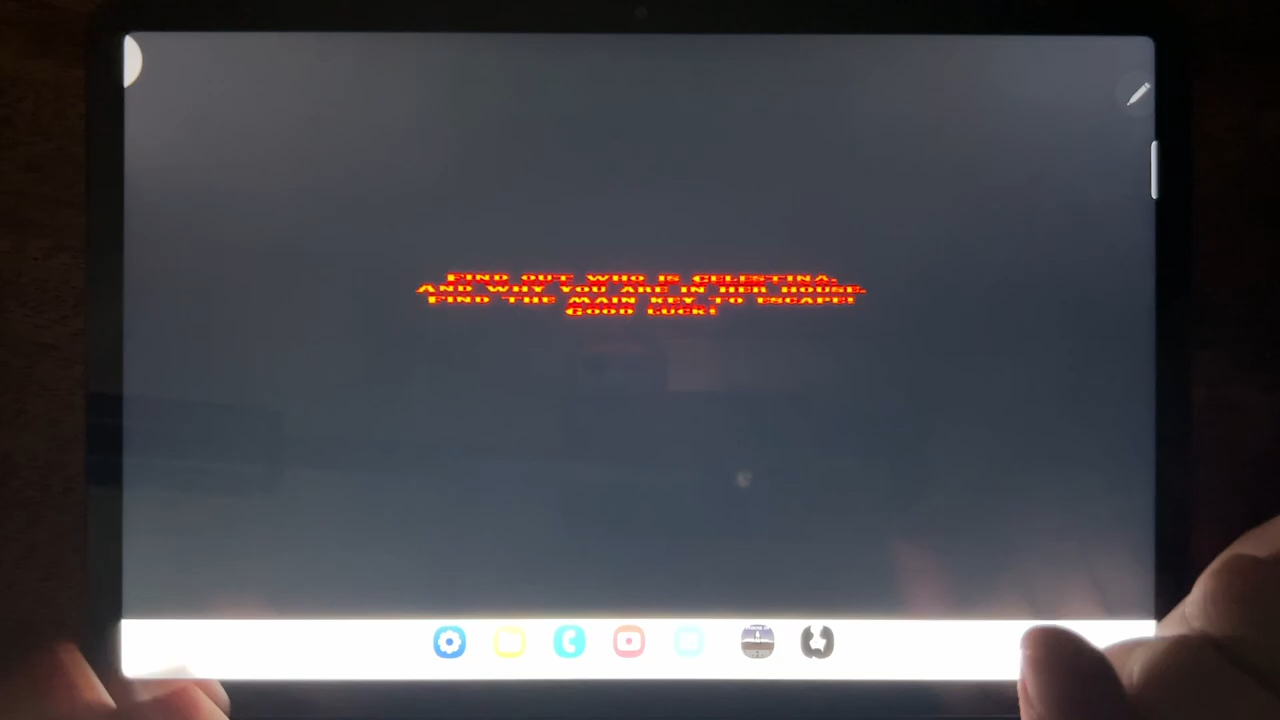 FIND OUT WHO IS CELESTINA.
AND WHY YOU ARE IN HER HOUSE.
FIND THE MAIN KEY TO ESCAPE!
GOOD LUCK!